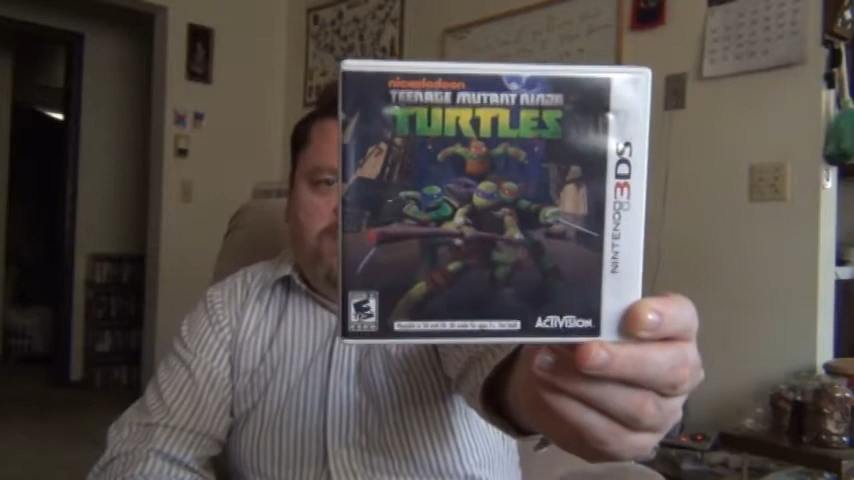 nickelodeon
TEENAGE MUTANT NINJA
TURTLES
NINTENDO 3DS
E
ACTIVISION